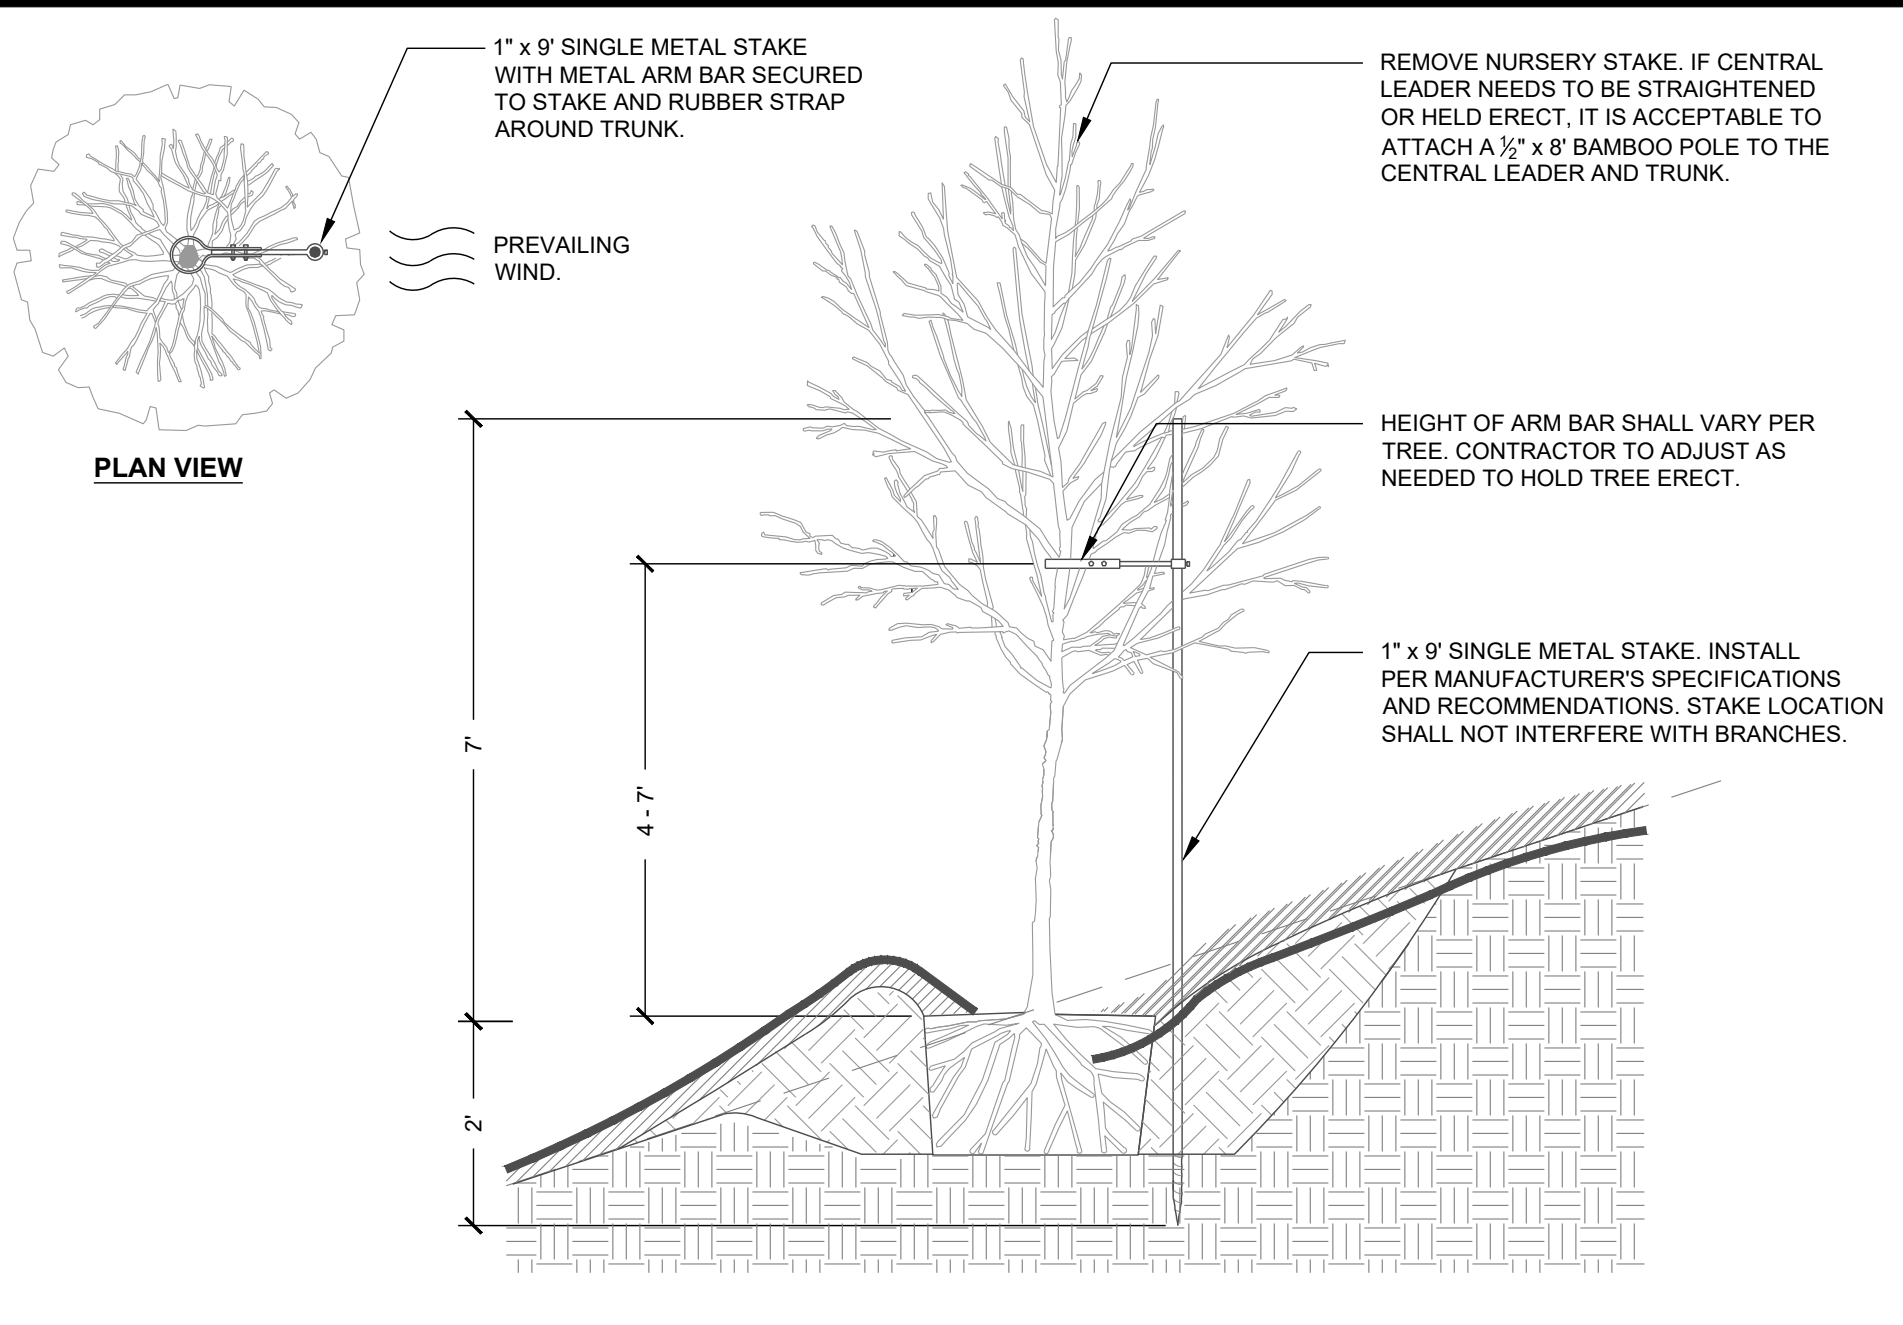 1" x 9' SINGLE METAL STAKE
WITH METAL ARM BAR SECURED
TO STAKE AND RUBBER STRAP
AROUND TRUNK.
PREVAILING
WIND.
PLAN VIEW
REMOVE NURSERY STAKE. IF CENTRAL
LEADER NEEDS TO BE STRAIGHTENED
OR HELD ERECT, IT IS ACCEPTABLE TO
ATTACH A ½" x 8' BAMBOO POLE TO THE
CENTRAL LEADER AND TRUNK.
HEIGHT OF ARM BAR SHALL VARY PER
TREE. CONTRACTOR TO ADJUST AS
NEEDED TO HOLD TREE ERECT.
1" x 9' SINGLE METAL STAKE. INSTALL
PER MANUFACTURER'S SPECIFICATIONS
AND RECOMMENDATIONS. STAKE LOCATION
SHALL NOT INTERFERE WITH BRANCHES.
7'
4 - 7'
2'